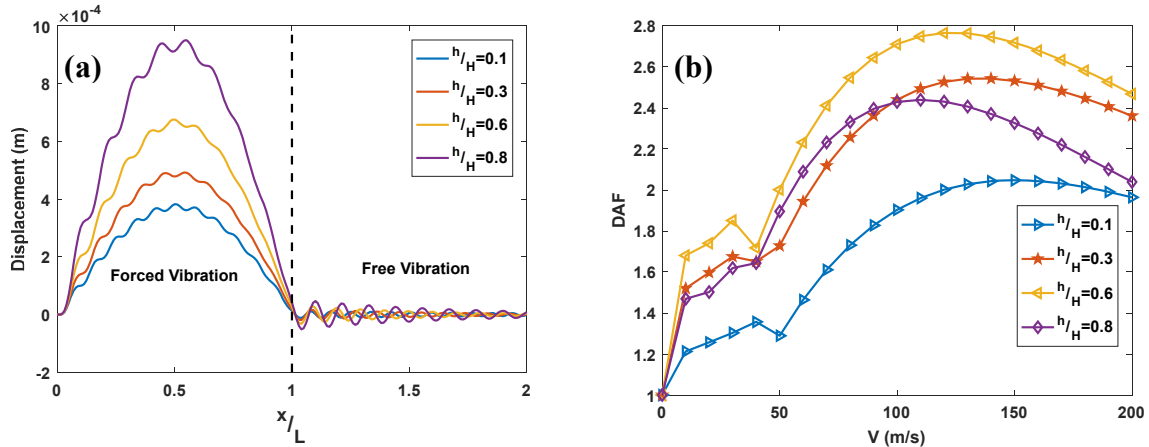 ×10⁻⁴
10
8
6
4
2
0
-2
Displacement (m)
(a)
h/H=0.1
h/H=0.3
h/H=0.6
h/H=0.8
Forced Vibration
Free Vibration
0
0.5
1
1.5
2
x/L
2.8
2.6
2.4
2.2
2
1.8
1.6
1.4
1.2
1
DAF
(b)
h/H=0.1
h/H=0.3
h/H=0.6
h/H=0.8
0
50
100
150
200
V (m/s)